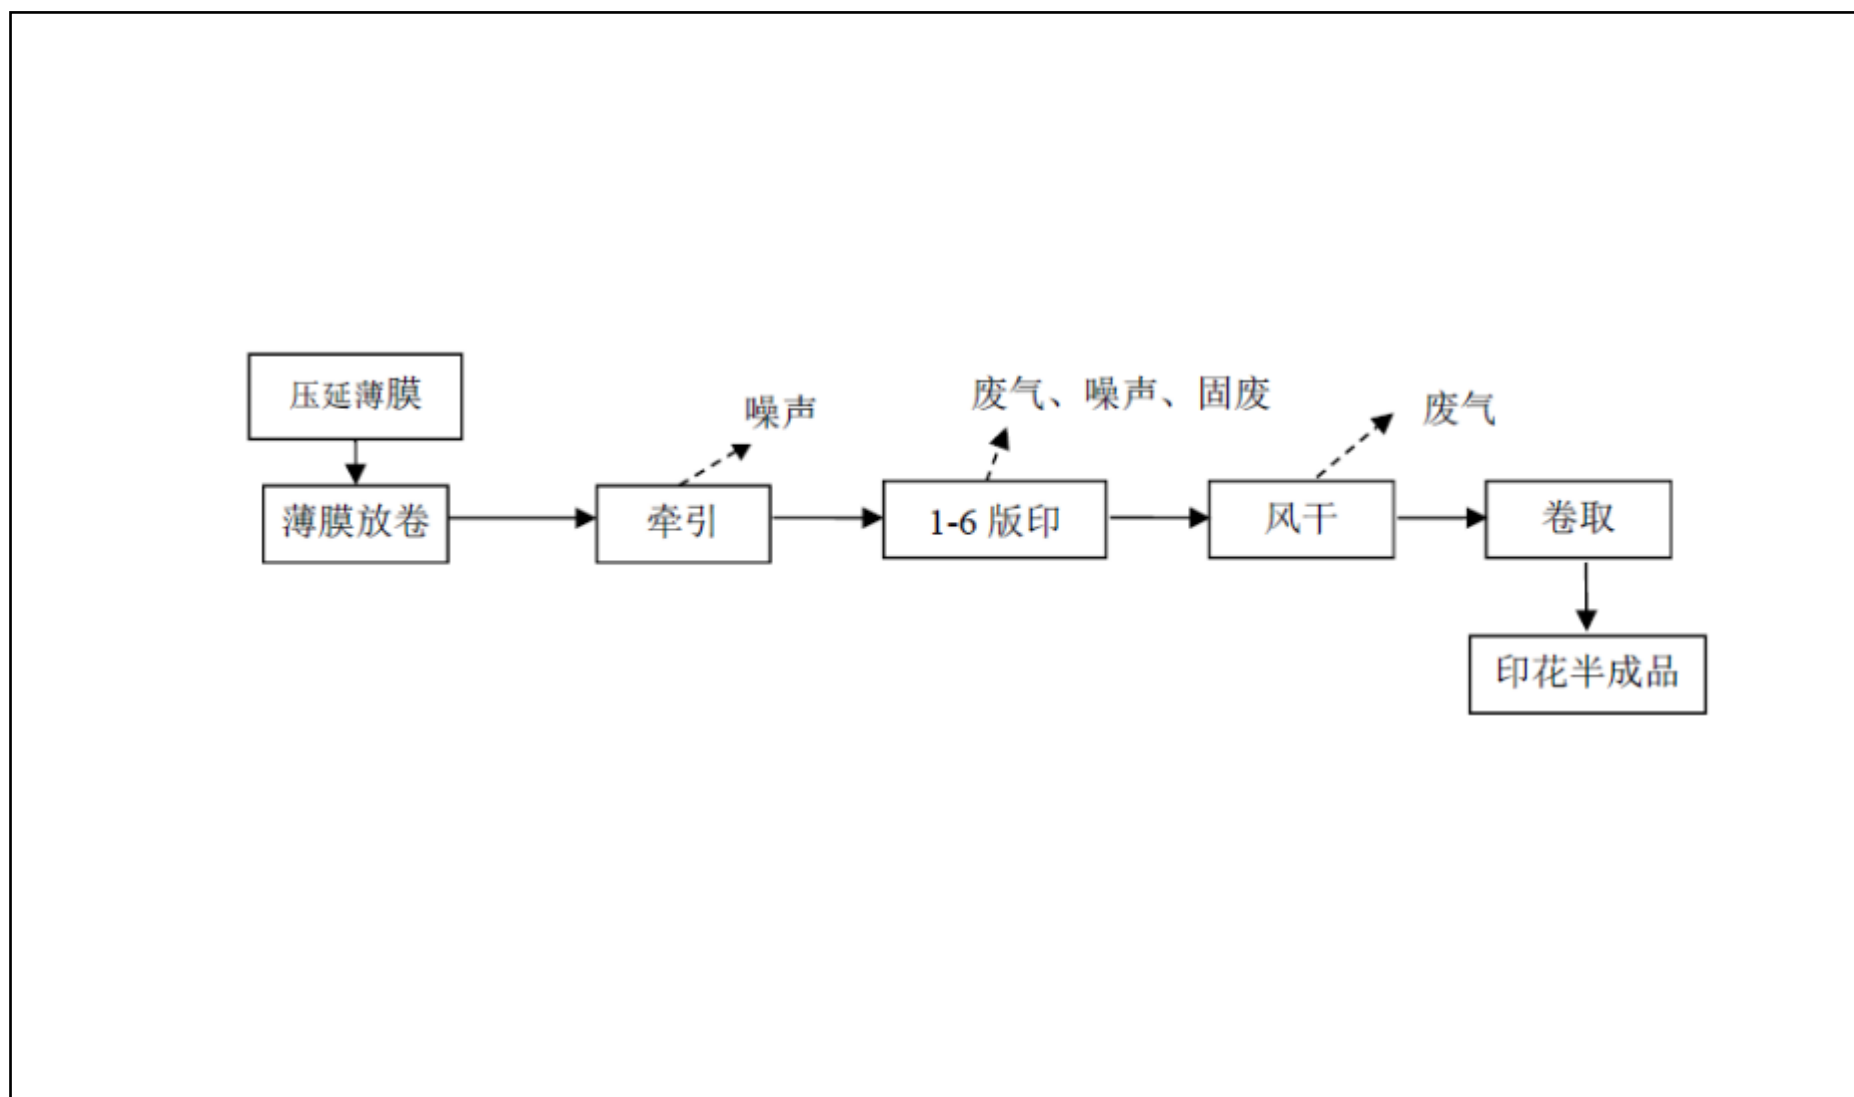 压延薄膜
噪声
废气、噪声、固废
废气
薄膜放卷
牵引
1-6 版印
风干
卷取
印花半成品